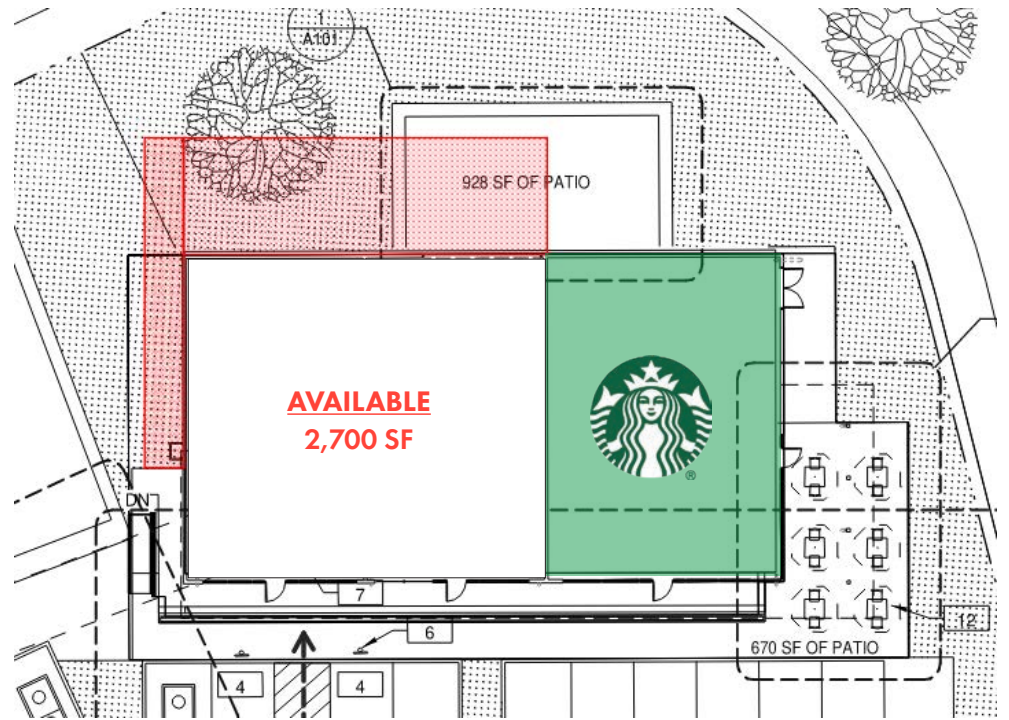 1
A101
928 SF OF PATIO
AVAILABLE
2,700 SF
®
DN
7
6
12
670 SF OF PATIO
4
4